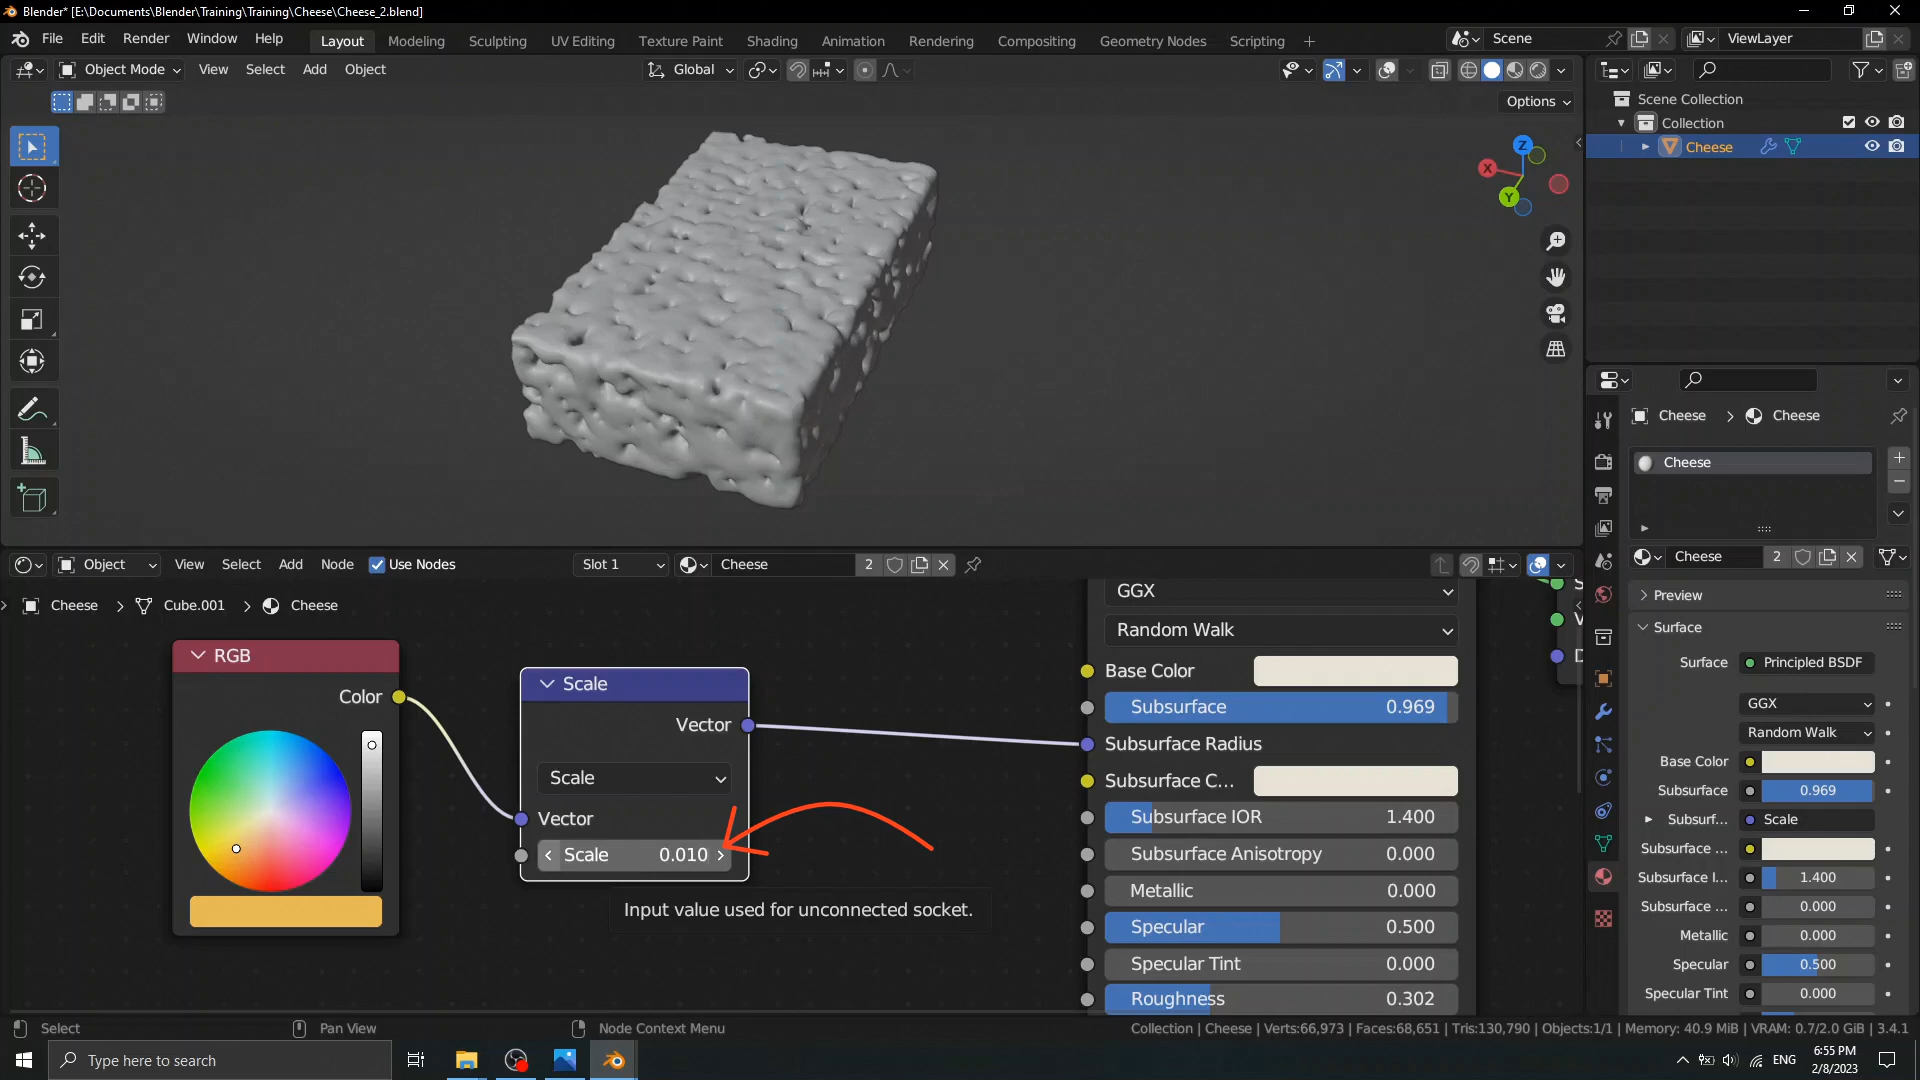 Blender* [E:\Documents\Blender\Training\Training\Cheese\Cheese_2.blend]
File Edit Render Window Help Layout Modeling Sculpting UV Editing Texture Paint Shading Animation Rendering Compositing Geometry Nodes Scripting Scene ViewLayer
Object Mode View Select Add Object Global
Options
Scene Collection
Collection
Cheese
X Y Z
Cheese Cheese
Cheese
Cheese 2
Preview
Surface
Surface Principled BSDF
GGX
Random Walk
Base Color
Subsurface 0.969
Subsurf... Scale
Subsurface ...
Subsurface I... 1.400
Subsurface ... 0.000
Metallic 0.000
Specular 0.500
Specular Tint 0.000
Object View Select Add Node Use Nodes Slot 1 Cheese 2
Cheese Cube.001 Cheese
RGB
Color
Scale
Vector
Scale
Vector
Scale 0.010
Input value used for unconnected socket.
GGX
Random Walk
Base Color
Subsurface 0.969
Subsurface Radius
Subsurface C...
Subsurface IOR 1.400
Subsurface Anisotropy 0.000
Metallic 0.000
Specular 0.500
Specular Tint 0.000
Roughness 0.302
Select Pan View Node Context Menu Collection | Cheese | Verts:66,973 | Faces:68,651 | Tris:130,790 | Objects:1/1 | Memory: 40.9 MiB | VRAM: 0.7/2.0 GiB | 3.4.1
Type here to search
ENG
6:55 PM
2/8/2023